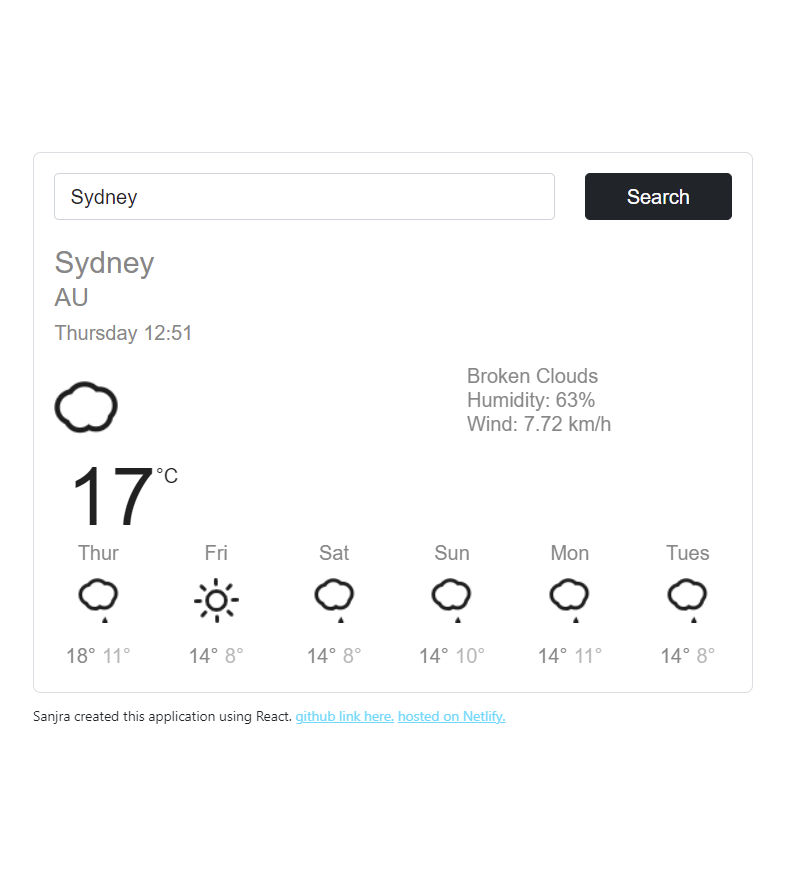 Sydney
Search
Sydney
AU
Thursday 12:51
Broken Clouds
Humidity: 63%
Wind: 7.72 km/h
17°C
Thur Fri Sat Sun Mon Tues
18° 11° 14° 8° 14° 8° 14° 10° 14° 11° 14° 8°
Sanjra created this application using React. github link here. hosted on Netlify.